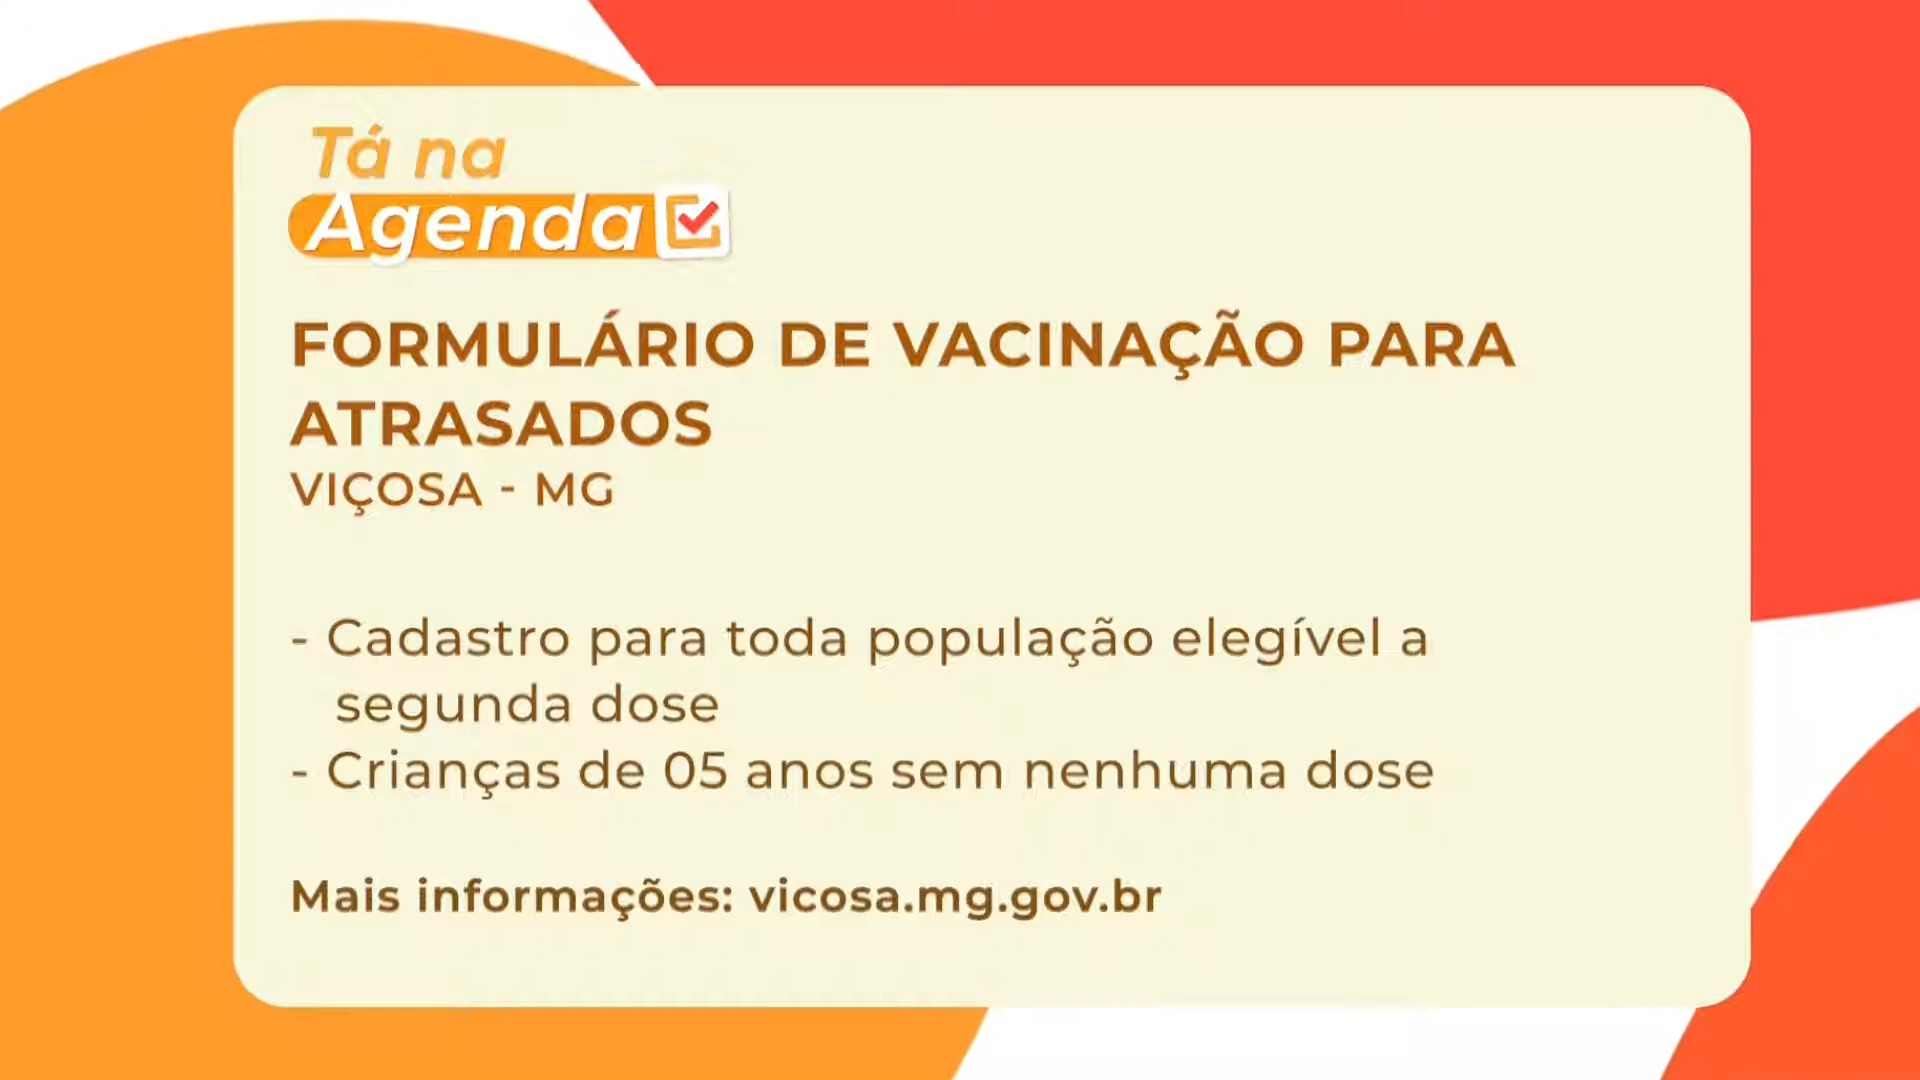 Tá na
Agenda
FORMULÁRIO DE VACINAÇÃO PARA
ATRASADOS
VIÇOSA - MG
- Cadastro para toda população elegível a
segunda dose
- Crianças de 05 anos sem nenhuma dose
Mais informações: vicosa.mg.gov.br